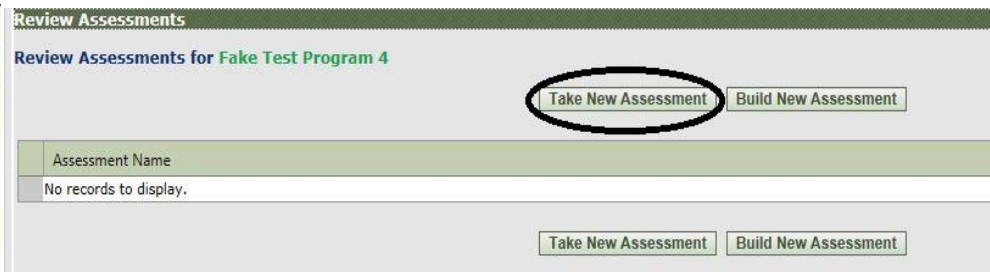 Review Assessments
Review Assessments for Fake Test Program 4
Take New Assessment Build New Assessment
Assessment Name
No records to display.
Take New Assessment Build New Assessment